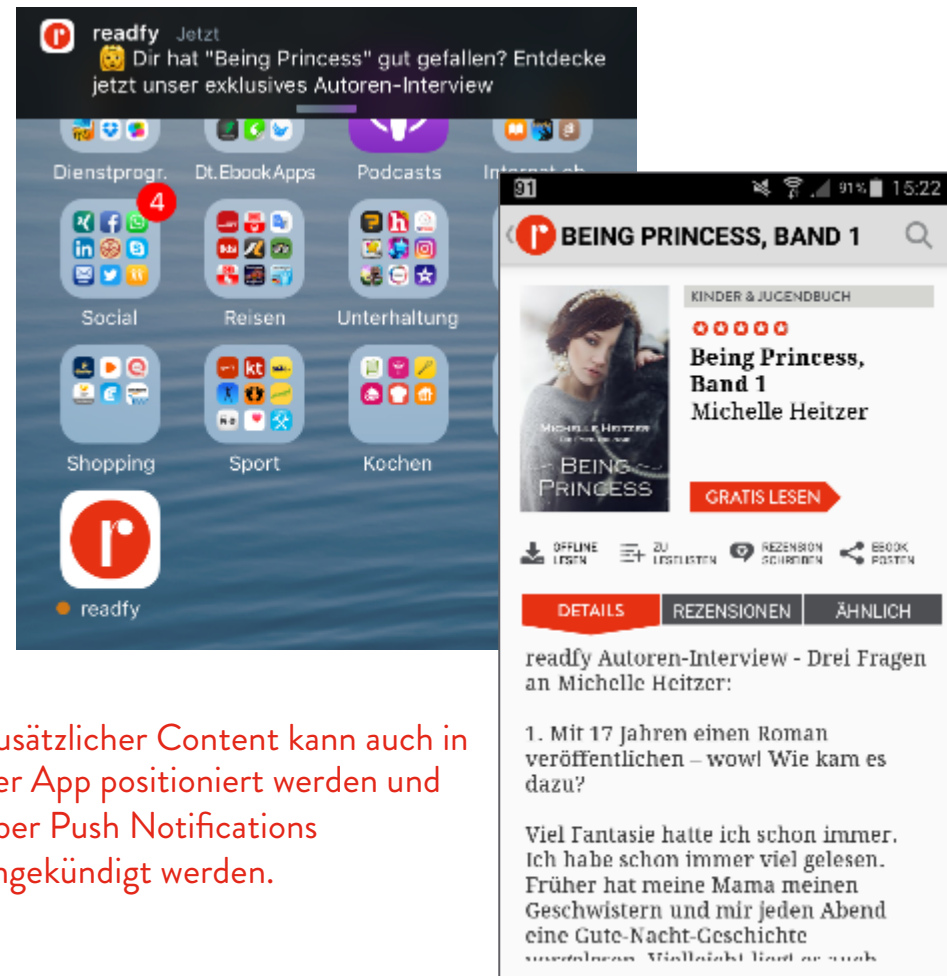 readfy Jetzt
Dir hat "Being Princess" gut gefallen? Entdecke
jetzt unser exklusives Autoren-Interview
Dienstprogr. Dt.EbookApps Podcasts
4
Social Reisen Unterhaltung
Shopping Sport Kochen
readfy
91 91% 15:22
BEING PRINCESS, BAND 1
KINDER & JUGENDBUCH
Being Princess,
Band 1
Michelle Heitzer
MICHELLE HEITZER
BEING
PRINCESS
GRATIS LESEN
OFFLINE
LESEN
ZU
LESELISTEN
REZENSION
SCHREIBEN
EBOOK
POSTEN
DETAILS REZENSIONEN ÄHNLICH
readfy Autoren-Interview - Drei Fragen
an Michelle Heitzer:
1. Mit 17 Jahren einen Roman
veröffentlichen – wow! Wie kam es
dazu?
Viel Fantasie hatte ich schon immer.
Ich habe schon immer viel gelesen.
Früher hat meine Mama meinen
Geschwistern und mir jeden Abend
eine Gute-Nacht-Geschichte
usätzlicher Content kann auch in
er App positioniert werden und
ber Push Notifications
ngekündigt werden.